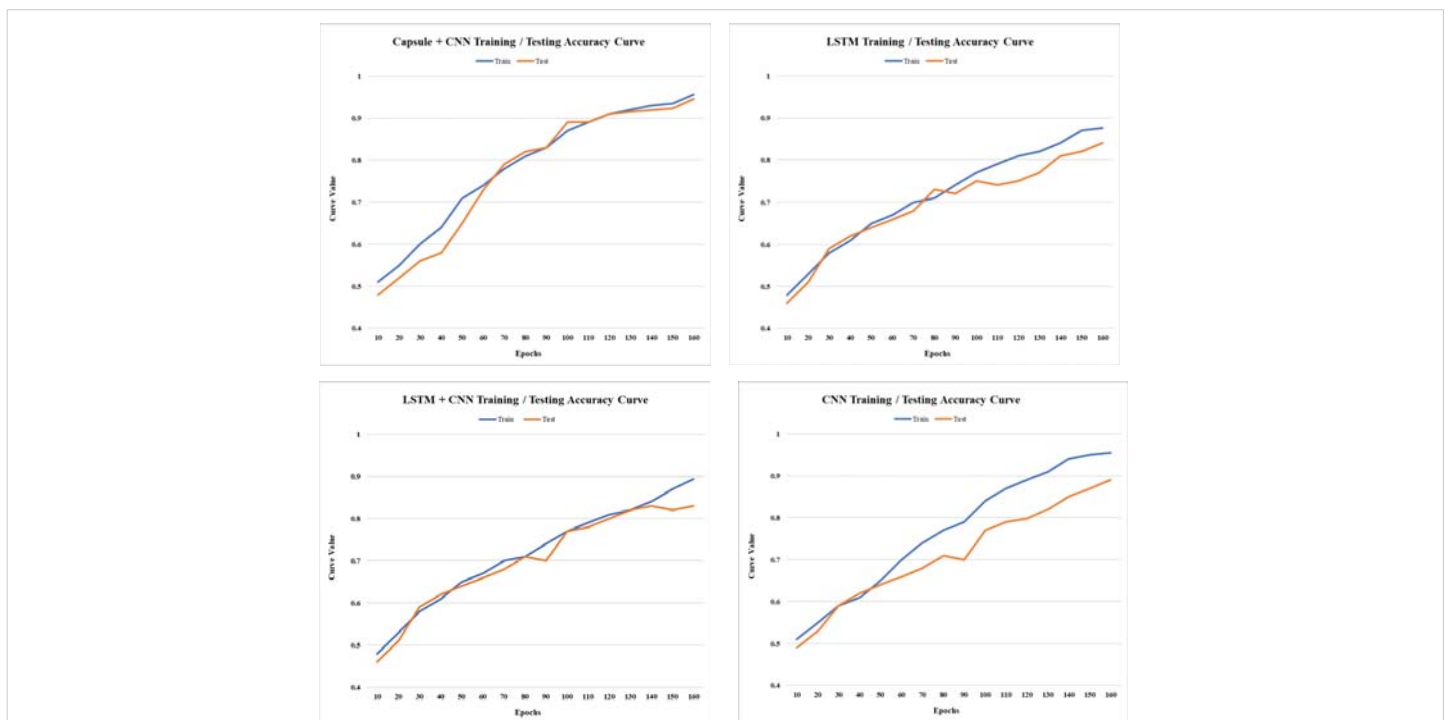 Capsule + CNN Training / Testing Accuracy Curve
Train Test
1
0.9
0.8
0.7
0.6
0.5
0.4
Curve Value
10 20 30 40 50 60 70 80 90 100 110 120 130 140 150 160
Epochs
LSTM Training / Testing Accuracy Curve
Train Test
1
0.9
0.8
0.7
0.6
0.5
0.4
Curve Value
10 20 30 40 50 60 70 80 90 100 110 120 130 140 150 160
Epochs
LSTM + CNN Training / Testing Accuracy Curve
Train Test
1
0.9
0.8
0.7
0.6
0.5
0.4
Curve Value
10 20 30 40 50 60 70 80 90 100 110 120 130 140 150 160
Epochs
CNN Training / Testing Accuracy Curve
Train Test
1
0.9
0.8
0.7
0.6
0.5
0.4
Curve Value
10 20 30 40 50 60 70 80 90 100 110 120 130 140 150 160
Epochs